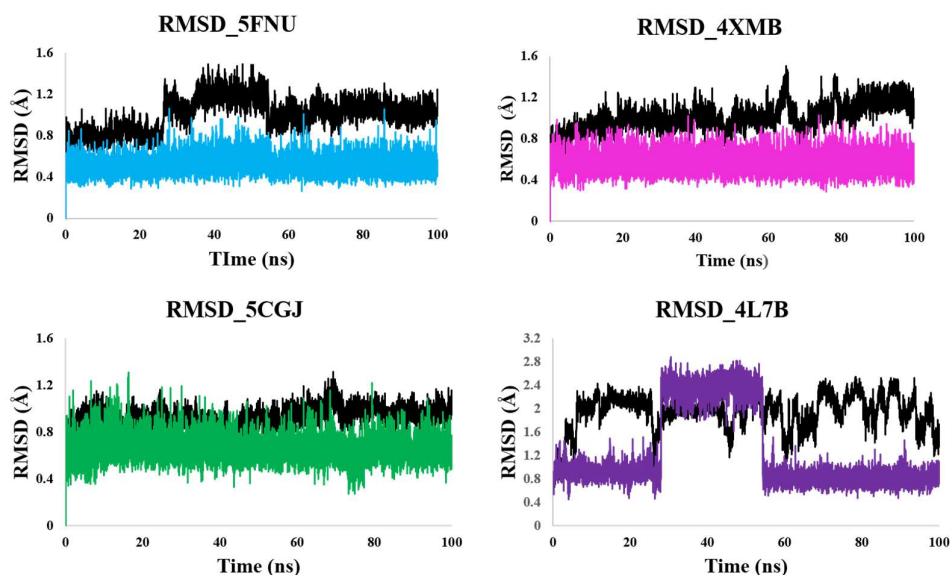 RMSD_5FNU
RMSD (Å)
1.6
1.2
0.8
0.4
0
0 20 40 60 80 100
TIme (ns)
RMSD_4XMB
RMSD (Å)
1.6
1.2
0.8
0.4
0
0 20 40 60 80 100
Time (ns)
RMSD_5CGJ
RMSD (Å)
1.6
1.2
0.8
0.4
0
0 20 40 60 80 100
Time (ns)
RMSD_4L7B
RMSD (Å)
3.2
2.8
2.4
2
1.6
1.2
0.8
0.4
0
0 20 40 60 80 100
Time (ns)